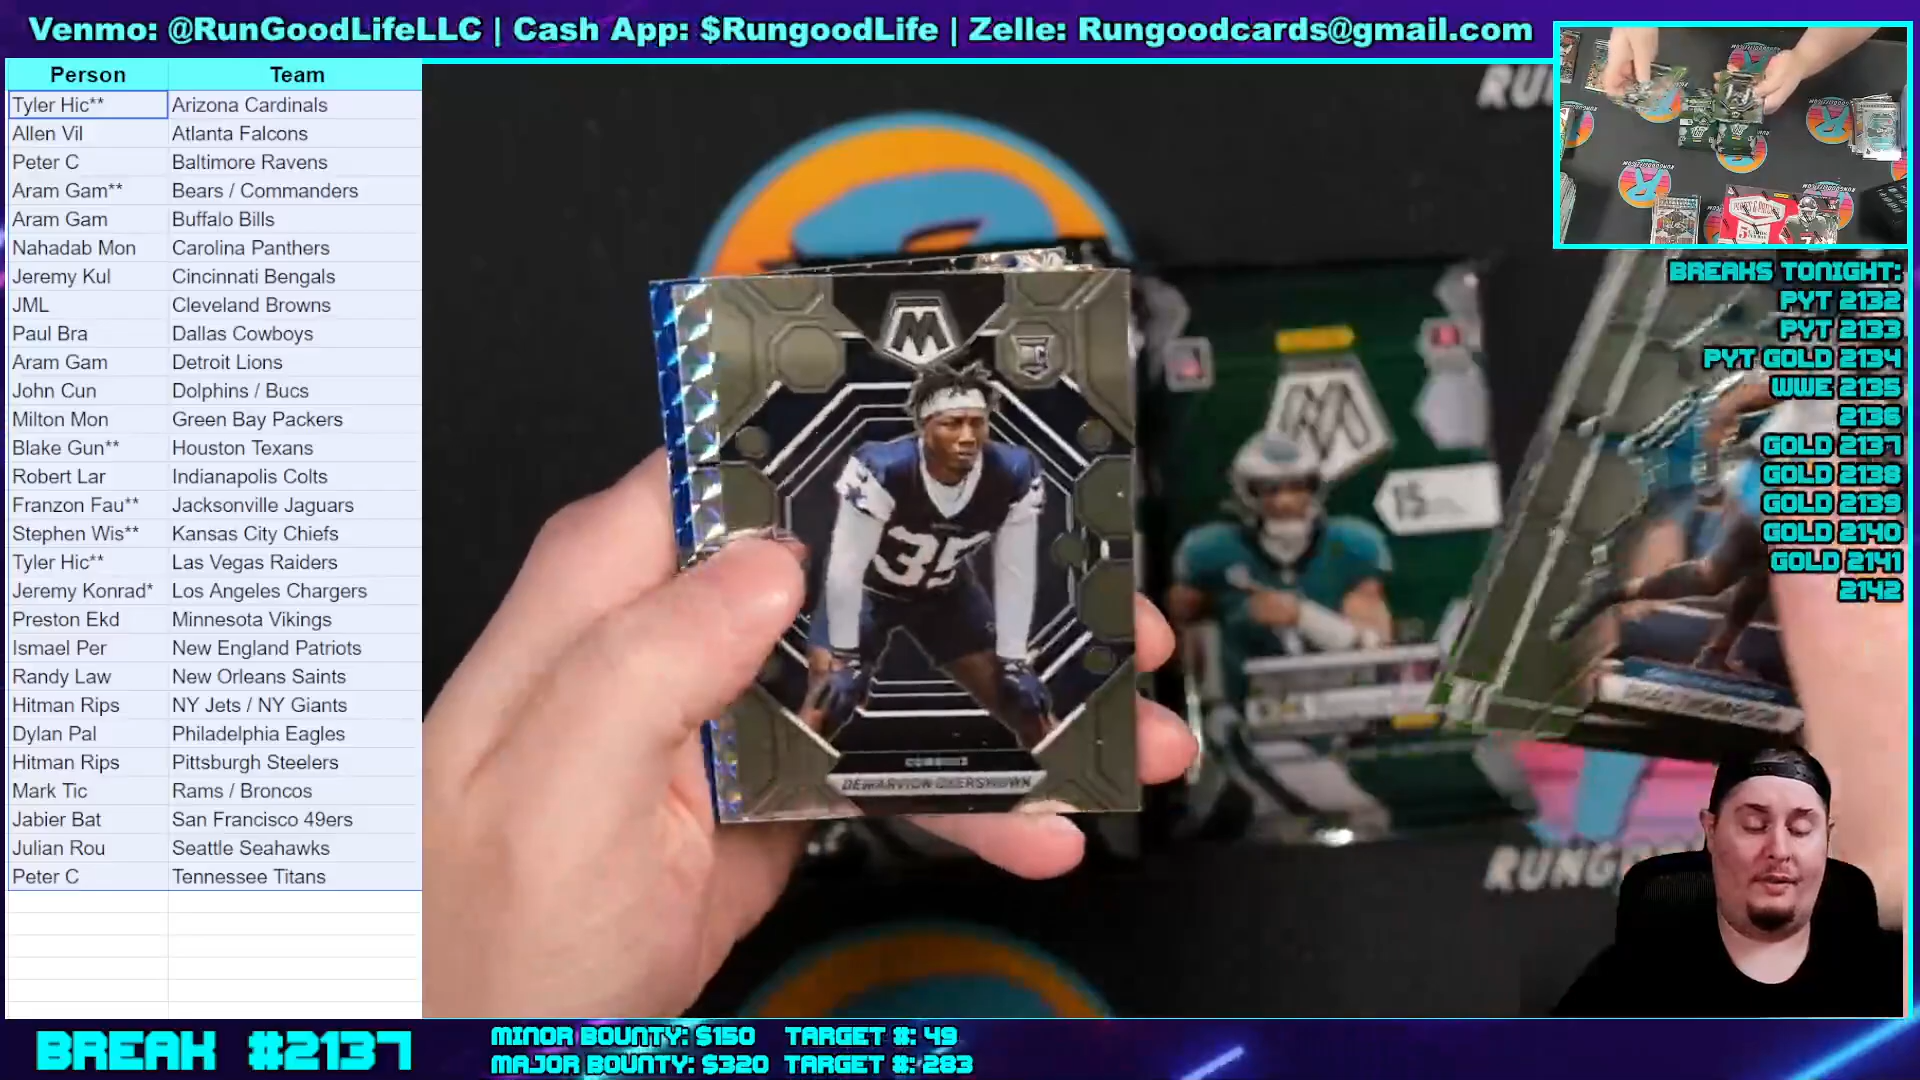 Venmo: @RunGoodLifeLLC | Cash App: $RungoodLife | Zelle: Rungoodcards@gmail.com
Person Team
Tyler Hic** Arizona Cardinals
Allen Vil Atlanta Falcons
Peter C Baltimore Ravens
Aram Gam** Bears / Commanders
Aram Gam Buffalo Bills
Nahadab Mon Carolina Panthers
Jeremy Kul Cincinnati Bengals
JML Cleveland Browns
Paul Bra Dallas Cowboys
Aram Gam Detroit Lions
John Cun Dolphins / Bucs
Milton Mon Green Bay Packers
Blake Gun** Houston Texans
Robert Lar Indianapolis Colts
Franzon Fau** Jacksonville Jaguars
Stephen Wis** Kansas City Chiefs
Tyler Hic** Las Vegas Raiders
Jeremy Konrad* Los Angeles Chargers
Preston Ekd Minnesota Vikings
Ismael Per New England Patriots
Randy Law New Orleans Saints
Hitman Rips NY Jets / NY Giants
Dylan Pal Philadelphia Eagles
Hitman Rips Pittsburgh Steelers
Mark Tic Rams / Broncos
Jabier Bat San Francisco 49ers
Julian Rou Seattle Seahawks
Peter C Tennessee Titans
BREAKS TONIGHT:
PYT 2132
PYT 2133
PYT GOLD 2134
WWE 2135
2136
GOLD 2137
GOLD 2138
GOLD 2139
GOLD 2140
GOLD 2141
2142
M
35
COWBOYS
DEMARVION OVERSHOWN
M
15
RUNGO
RUN
BREAK #2137
MINOR BOUNTY: $150 TARGET #: 49
MAJOR BOUNTY: $320 TARGET #: 283